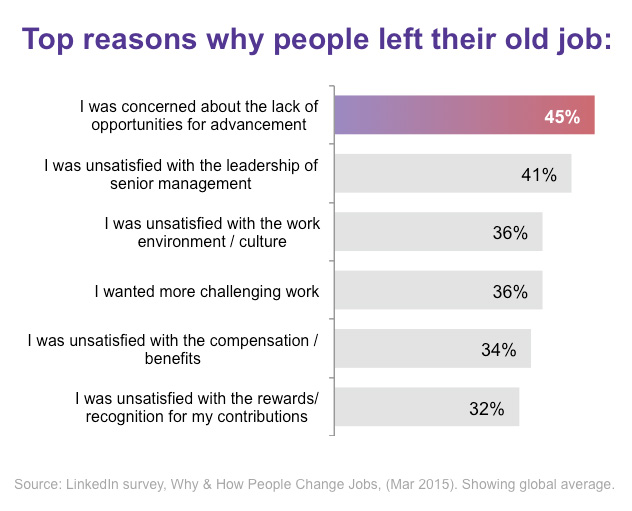 Top reasons why people left their old job:
I was concerned about the lack of
opportunities for advancement
45%
I was unsatisfied with the leadership of
senior management
41%
I was unsatisfied with the work
environment / culture
36%
I wanted more challenging work
36%
I was unsatisfied with the compensation /
benefits
34%
I was unsatisfied with the rewards/
recognition for my contributions
32%
Source: LinkedIn survey, Why & How People Change Jobs, (Mar 2015). Showing global average.